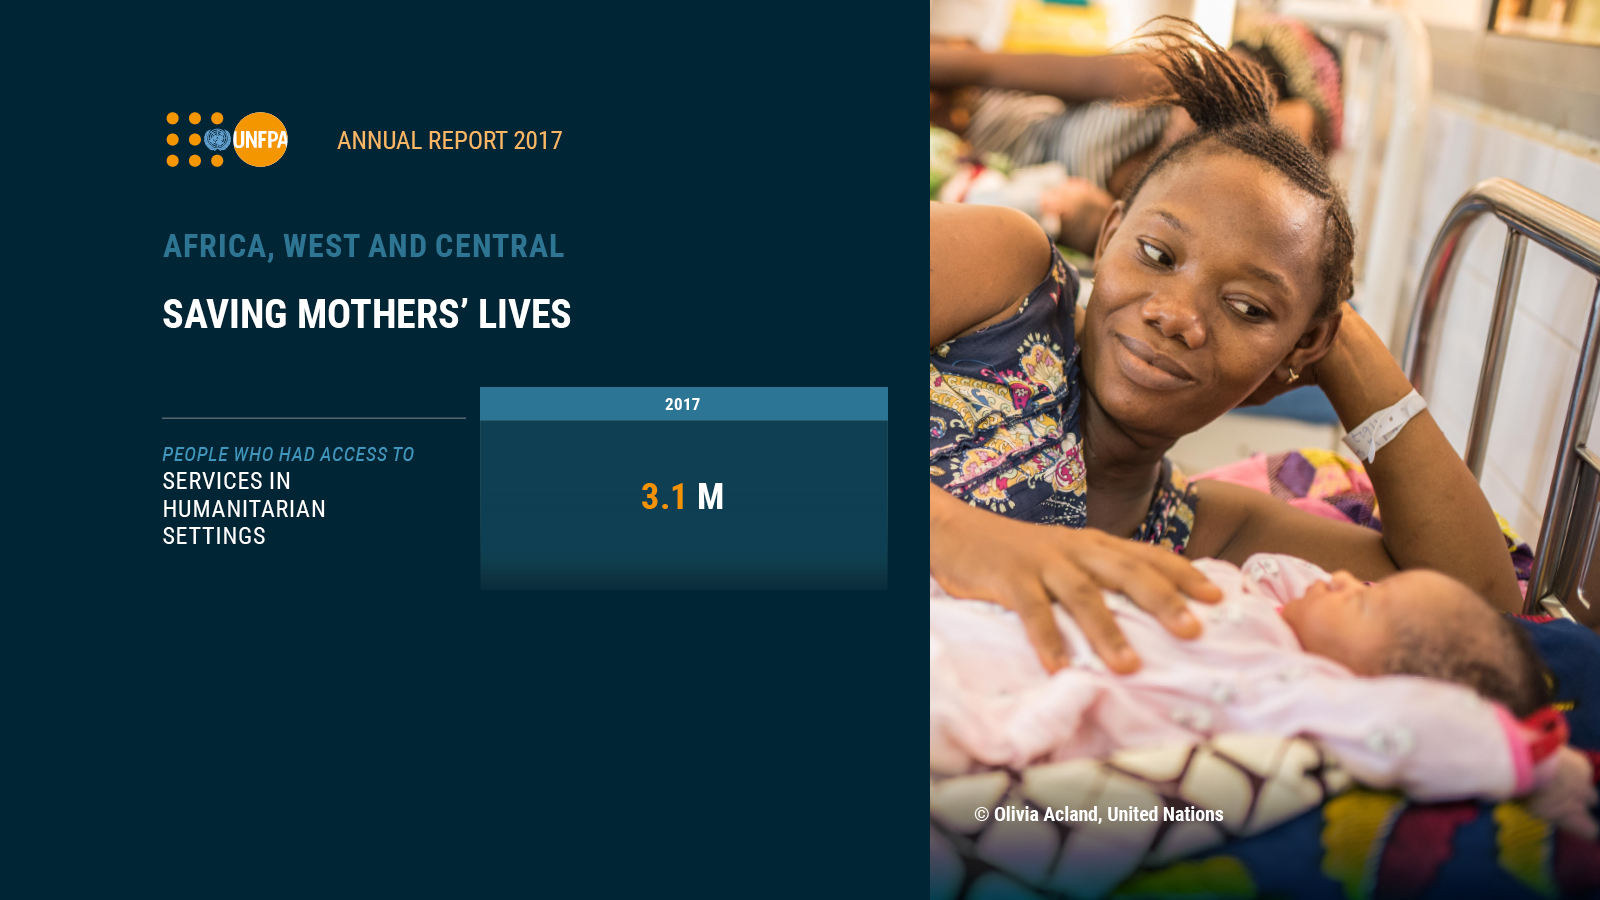 UNFPA
ANNUAL REPORT 2017
AFRICA, WEST AND CENTRAL
SAVING MOTHERS’ LIVES
2017
PEOPLE WHO HAD ACCESS TO
SERVICES IN
HUMANITARIAN
SETTINGS
3.1 M
© Olivia Acland, United Nations